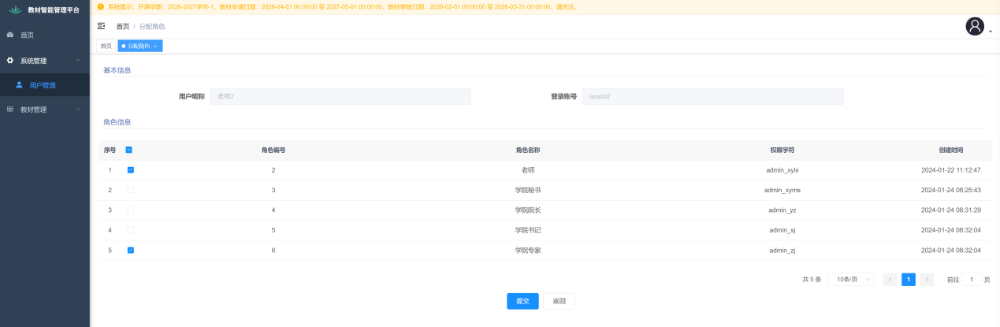 教材智能管理平台
系统提示：开课学期：2026-2027学年-1，教材申请日期：2026-04-01 00:00:00 至 2027-05-01 00:00:00，教材审核日期：2026-02-01 00:00:00 至 2026-03-31 00:00:00，请关注。
首页
系统管理
用户管理
教材管理
首页 / 分配角色
首页 分配角色 ×
基本信息
用户昵称 老师2 登录账号 laoshi2
角色信息
序号 角色编号 角色名称 权限字符 创建时间
1 2 老师 admin_xyls 2024-01-22 11:12:47
2 3 学院秘书 admin_xyms 2024-01-24 08:25:43
3 4 学院院长 admin_yz 2024-01-24 08:31:29
4 5 学院书记 admin_sj 2024-01-24 08:32:04
5 6 学院专家 admin_zj 2024-01-24 08:32:04
共 5 条 10条/页 < 1 > 前往 1 页
提交 返回